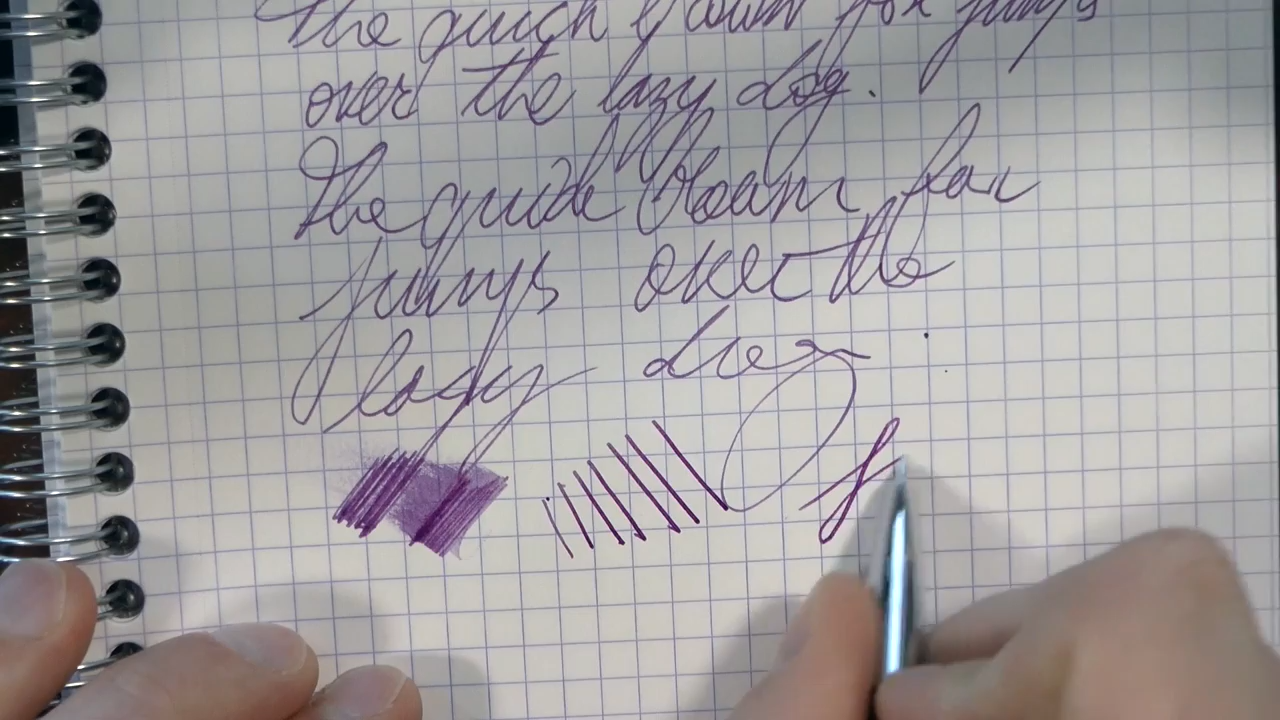 The quick brown fox jumps
over the lazy dog.
The quick brown fox
jumps over the
lazy dog
f